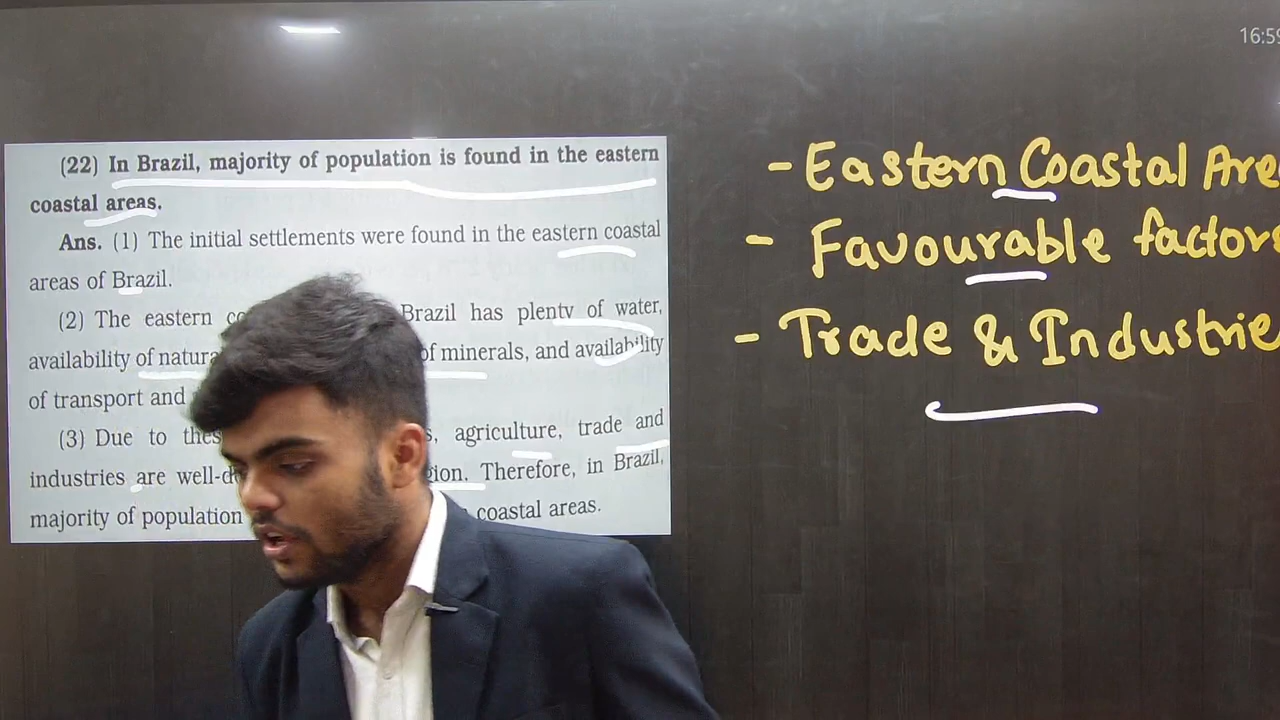 16:59
(22) In Brazil, majority of population is found in the eastern
coastal areas.
Ans. (1) The initial settlements were found in the eastern coastal
areas of Brazil.
(2) The eastern Brazil has plenty of water,
availability of of minerals, and availability
of transport and
(3) Due to agriculture, trade and
industries are Therefore, in Brazil,
majority of population coastal areas.
- Eastern Coastal
- Favourable factors
- Trade & Industrie